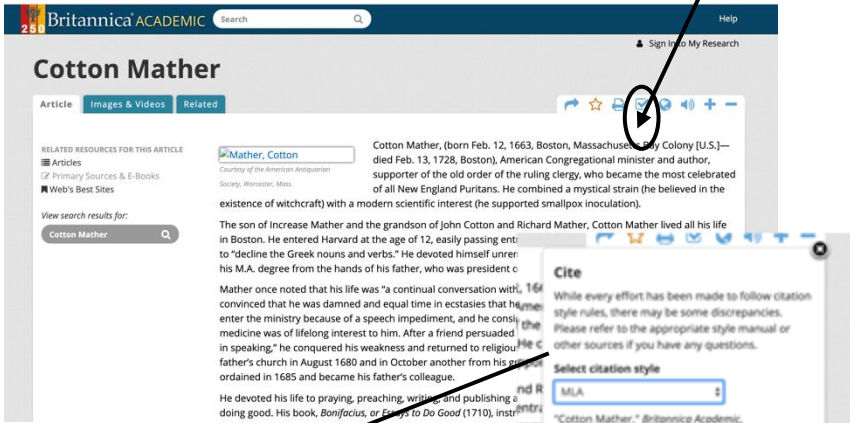 Britannica ACADEMIC
250
Search
Help
Sign In to My Research
Cotton Mather
Article
Images & Videos
Related
RELATED RESOURCES FOR THIS ARTICLE
Articles
Primary Sources & E-Books
Web's Best Sites
View search results for:
Cotton Mather
Mather, Cotton
Courtesy of the American Antiquarian
Society, Worcester, Mass.
Cotton Mather, (born Feb. 12, 1663, Boston, Massachusetts Bay Colony [U.S.]—
died Feb. 13, 1728, Boston), American Congregational minister and author,
supporter of the old order of the ruling clergy, who became the most celebrated
of all New England Puritans. He combined a mystical strain (he believed in the
existence of witchcraft) with a modern scientific interest (he supported smallpox inoculation).
The son of Increase Mather and the grandson of John Cotton and Richard Mather, Cotton Mather lived all his life
in Boston. He entered Harvard at the age of 12, easily passing
to "decline the Greek nouns and verbs." He devoted himself
his M.A. degree from the hands of his father, who was president
Mather once noted that his life was "a continual conversation with
convinced that he was damned and equal time in ecstasies that
enter the ministry because of a speech impediment, and he
medicine was of lifelong interest to him. After a friend persuaded
in speaking," he conquered his weakness and returned to
father's church in August 1680 and in October another from his
ordained in 1685 and became his father's colleague.
He devoted his life to praying, preaching, writing, and publishing
doing good. His book, Bonifacius, or Essays to Do Good (1710),
Cite
While every effort has been made to follow citation
style rules, there may be some discrepancies.
Please refer to the appropriate style manual or
other sources if you have any questions.
Select citation style
MLA
"Cotton Mather." Britannica Academic,